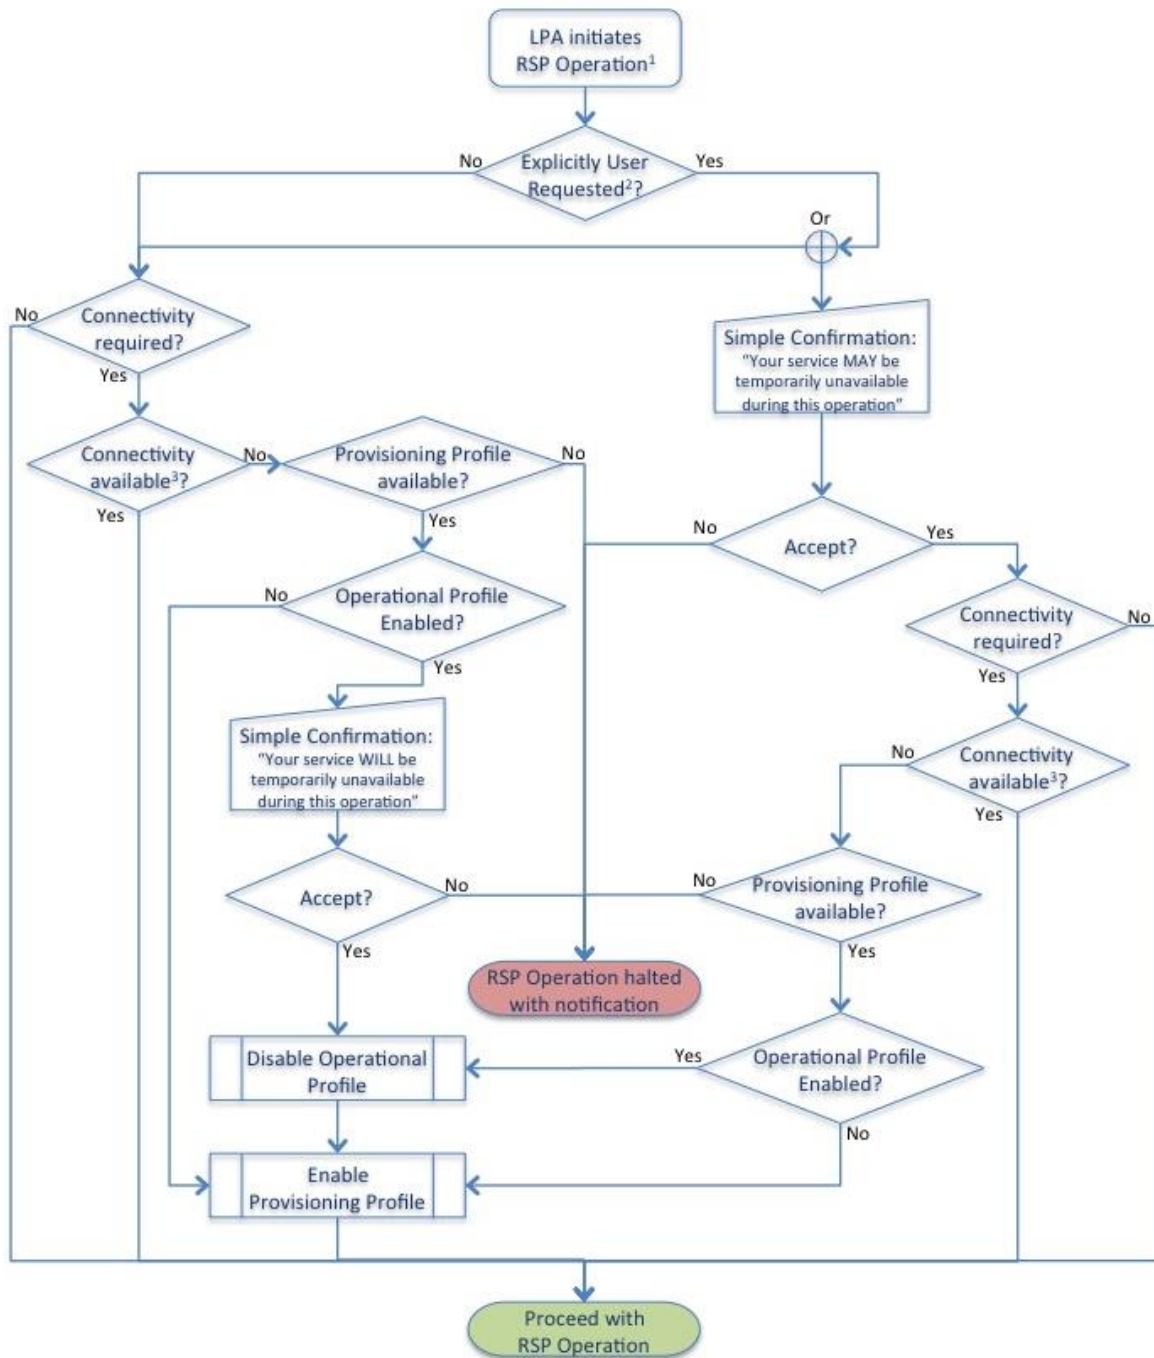 LPA initiates
RSP Operation¹
No
Explicitly User
Requested²?
Yes
Or
No
Connectivity
required?
Yes
Simple Confirmation:
“Your service MAY be
temporarily unavailable
during this operation”
Connectivity
available³?
No
Yes
Provisioning Profile
available?
No
Yes
No
Accept?
Yes
No
Operational Profile
Enabled?
Yes
Connectivity
required?
No
Yes
Simple Confirmation:
“Your service WILL be
temporarily unavailable
during this operation”
No
Connectivity
available³?
Yes
Accept?
No
Yes
No
Provisioning Profile
available?
Yes
RSP Operation halted
with notification
Disable Operational
Profile
Yes
Operational Profile
Enabled?
No
Enable
Provisioning Profile
Proceed with
RSP Operation